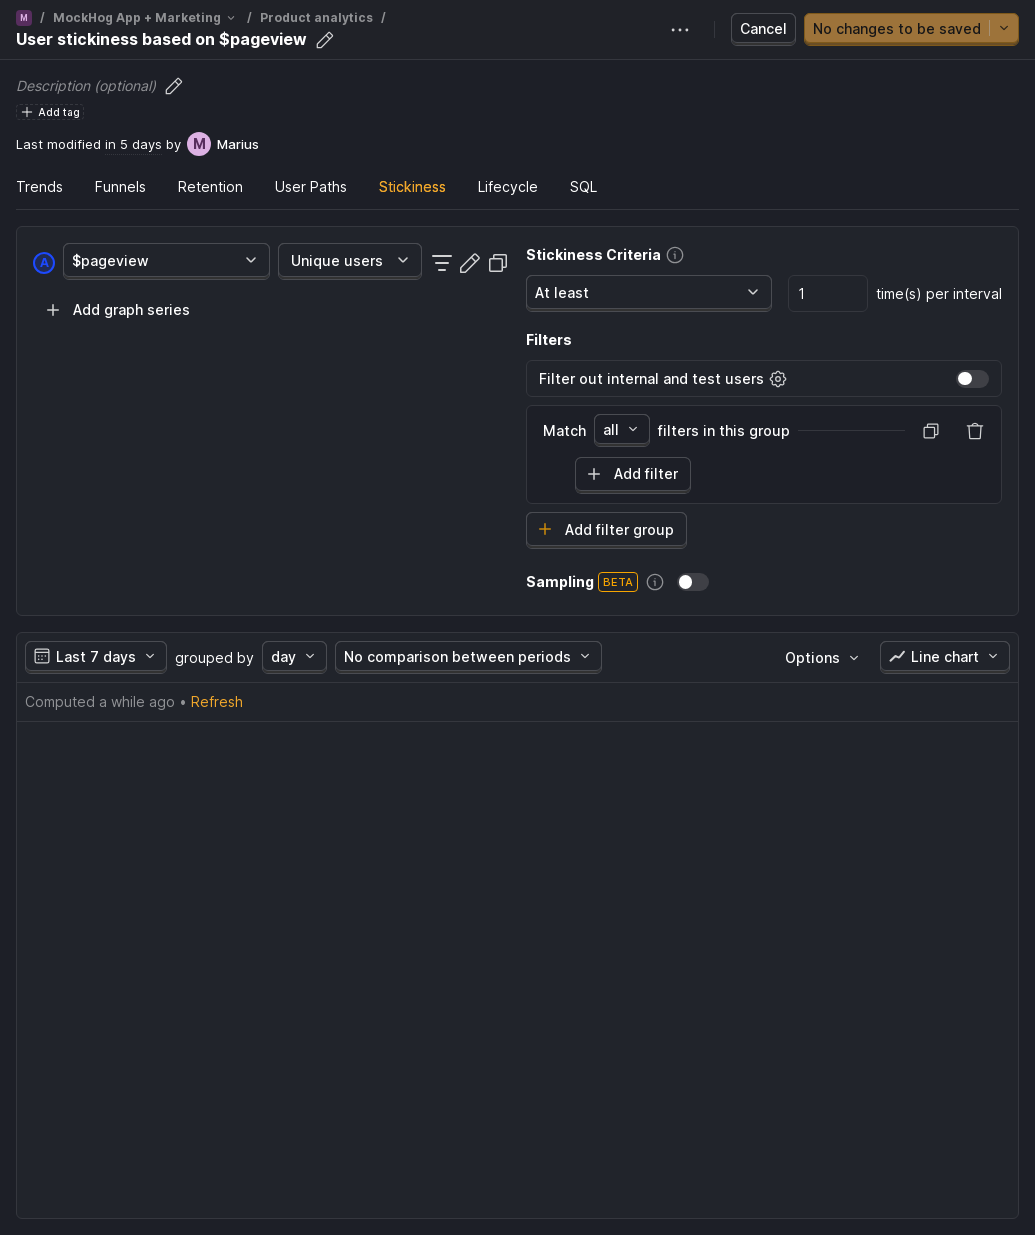 M / MockHog App + Marketing / Product analytics /
User stickiness based on $pageview
Cancel
No changes to be saved
Description (optional)
Add tag
Last modified in 5 days by M Marius
Trends Funnels Retention User Paths Stickiness Lifecycle SQL
A $pageview Unique users
Add graph series
Stickiness Criteria
At least 1 time(s) per interval
Filters
Filter out internal and test users
Match all filters in this group
Add filter
Add filter group
Sampling BETA
Last 7 days grouped by day No comparison between periods Options Line chart
Computed a while ago • Refresh